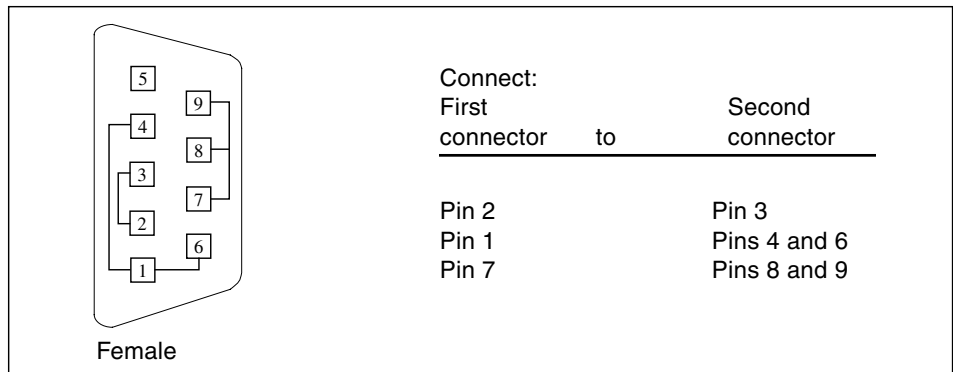 5
9
4
8
3
7
2
6
1
Female
Connect:
First Second
connector to connector
Pin 2 Pin 3
Pin 1 Pins 4 and 6
Pin 7 Pins 8 and 9